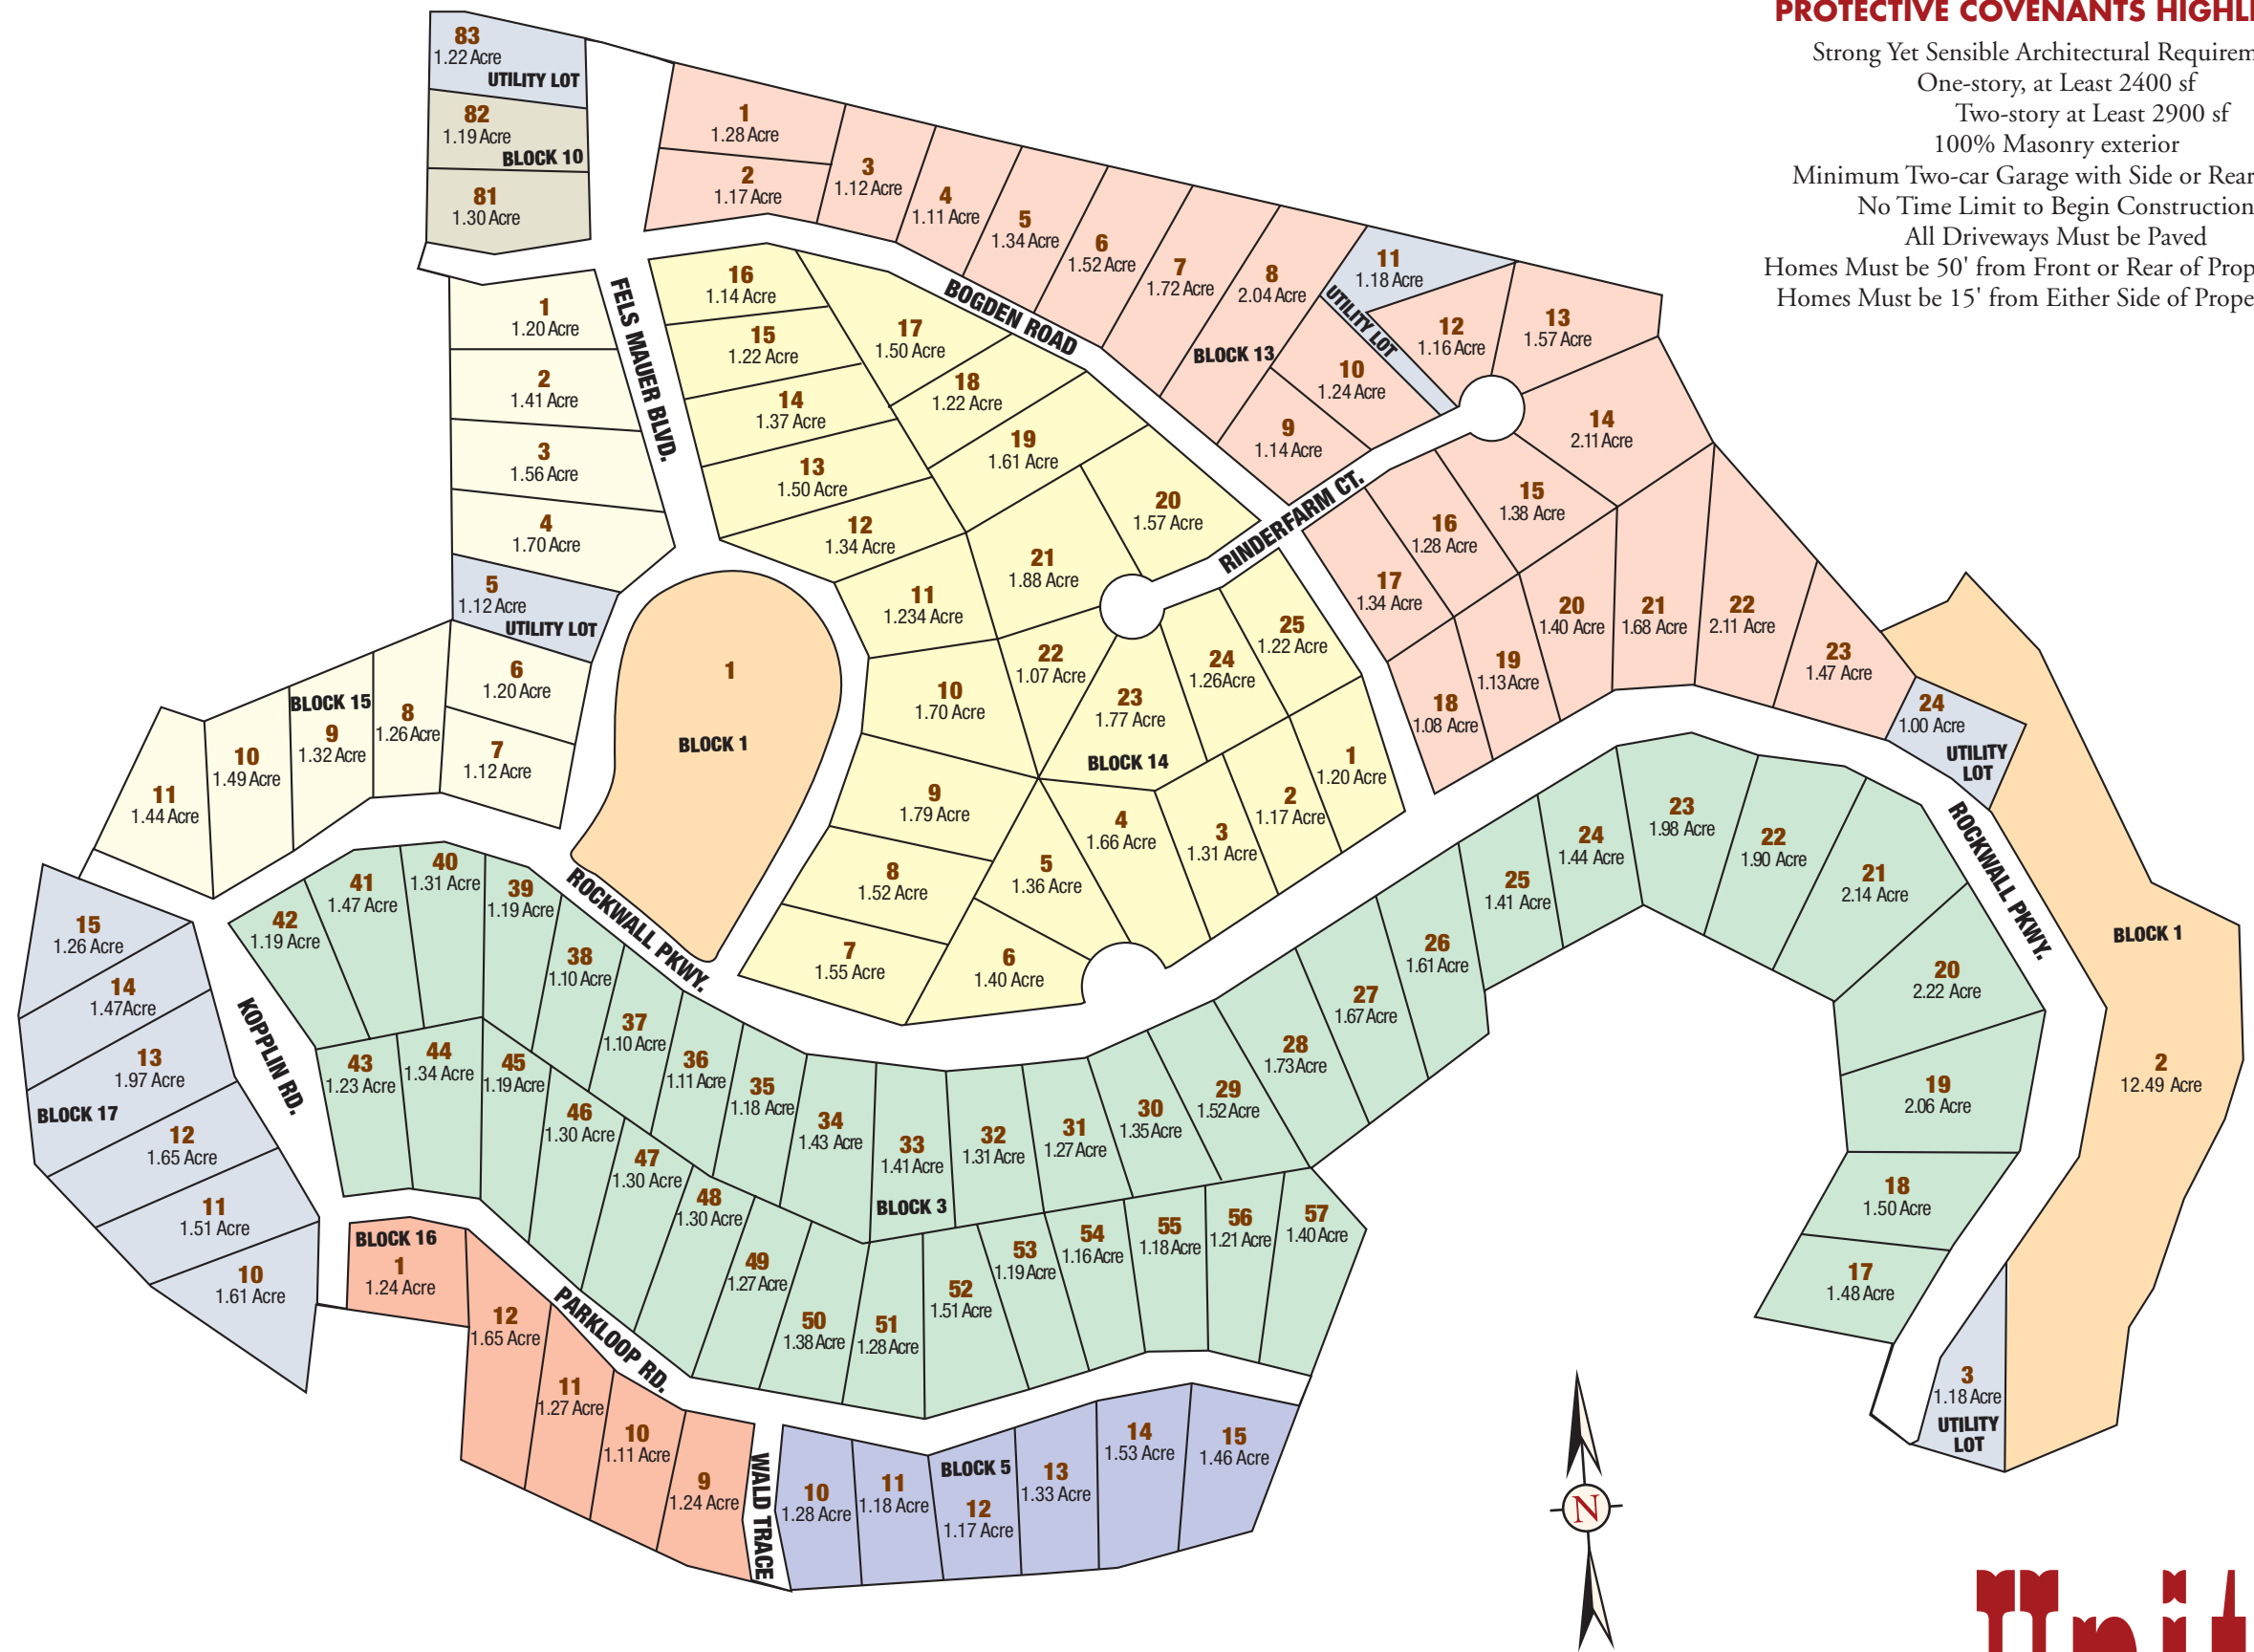 PROTECTIVE COVENANTS
Strong Yet Sensible Architectural
One-story, at Least 2400 sf
Two-story at Least 2900 sf
100% Masonry exterior
Minimum Two-car Garage with Side or Rear
No Time Limit to Begin Construction
All Driveways Must be Paved
Homes Must be 50' from Front or Rear of
Homes Must be 15' from Either Side of
83
1.22 Acre
UTILITY LOT
82
1.19 Acre
BLOCK 10
81
1.30 Acre
1
1.28 Acre
2
1.17 Acre
3
1.12 Acre
4
1.11 Acre
5
1.34 Acre
6
1.52 Acre
7
1.72 Acre
8
2.04 Acre
BLOCK 13
11
1.18 Acre
UTILITY LOT
12
1.16 Acre
13
1.57 Acre
10
1.24 Acre
9
1.14 Acre
14
2.11 Acre
15
1.38 Acre
16
1.28 Acre
17
1.34 Acre
18
1.08 Acre
19
1.13 Acre
20
1.40 Acre
21
1.68 Acre
22
2.11 Acre
23
1.47 Acre
24
1.00 Acre
UTILITY
LOT
BOGDEN ROAD
FELS MAUER BLVD.
RINDERFARM CT.
1
1.20 Acre
2
1.41 Acre
3
1.56 Acre
4
1.70 Acre
5
1.12 Acre
UTILITY LOT
6
1.20 Acre
7
1.12 Acre
8
1.26 Acre
BLOCK 15
9
1.32 Acre
10
1.49 Acre
11
1.44 Acre
16
1.14 Acre
15
1.22 Acre
14
1.37 Acre
13
1.50 Acre
12
1.34 Acre
17
1.50 Acre
18
1.22 Acre
19
1.61 Acre
20
1.57 Acre
21
1.88 Acre
11
1.234 Acre
22
1.07 Acre
10
1.70 Acre
23
1.77 Acre
BLOCK 14
24
1.26Acre
25
1.22 Acre
1
1.20 Acre
2
1.17 Acre
3
1.31 Acre
4
1.66 Acre
5
1.36 Acre
9
1.79 Acre
8
1.52 Acre
7
1.55 Acre
6
1.40 Acre
1
BLOCK 1
ROCKWALL PKWY.
ROCKWALL PKWY.
BLOCK 1
2
12.49 Acre
3
1.18 Acre
UTILITY
LOT
42
1.19 Acre
41
1.47 Acre
40
1.31 Acre
39
1.19 Acre
38
1.10 Acre
37
1.10 Acre
36
1.11 Acre
35
1.18 Acre
34
1.43 Acre
33
1.41 Acre
BLOCK 3
32
1.31 Acre
31
1.27 Acre
30
1.35 Acre
29
1.52 Acre
28
1.73 Acre
27
1.67 Acre
26
1.61 Acre
25
1.41 Acre
24
1.44 Acre
23
1.98 Acre
22
1.90 Acre
21
2.14 Acre
20
2.22 Acre
19
2.06 Acre
18
1.50 Acre
17
1.48 Acre
43
1.23 Acre
44
1.34 Acre
45
1.19 Acre
46
1.30 Acre
47
1.30 Acre
48
1.30 Acre
49
1.27 Acre
50
1.38 Acre
51
1.28 Acre
52
1.51 Acre
53
1.19 Acre
54
1.16 Acre
55
1.18 Acre
56
1.21 Acre
57
1.40 Acre
15
1.26 Acre
14
1.47Acre
13
1.97 Acre
BLOCK 17
12
1.65 Acre
11
1.51 Acre
10
1.61 Acre
KOPPLIN RD.
BLOCK 16
1
1.24 Acre
12
1.65 Acre
11
1.27 Acre
10
1.11 Acre
9
1.24 Acre
PARKLOOP RD.
WALD TRACE
10
1.28 Acre
11
1.18 Acre
BLOCK 5
12
1.17 Acre
13
1.33 Acre
14
1.53 Acre
15
1.46 Acre
N